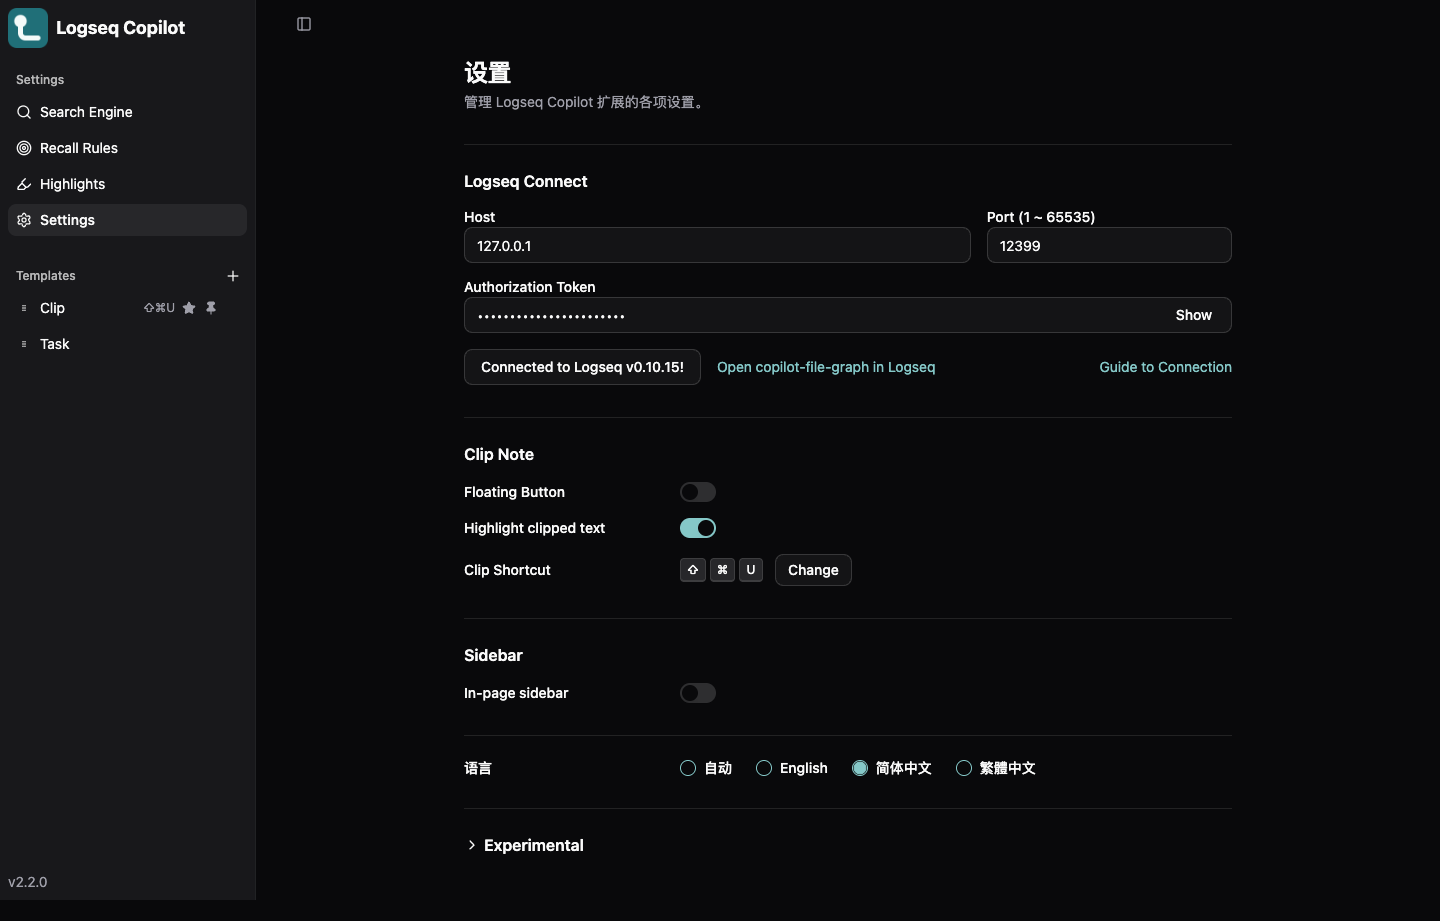 Logseq Copilot
Settings
Search Engine
Recall Rules
Highlights
Settings
Templates
Clip ⇧⌘U
Task
v2.2.0
设置
管理 Logseq Copilot 扩展的各项设置。
Logseq Connect
Host
Port (1 ~ 65535)
127.0.0.1
12399
Authorization Token
••••••••••••••••••••••• Show
Connected to Logseq v0.10.15!
Open copilot-file-graph in Logseq
Guide to Connection
Clip Note
Floating Button
Highlight clipped text
Clip Shortcut ⇧ ⌘ U Change
Sidebar
In-page sidebar
语言 自动 English 简体中文 繁體中文
Experimental